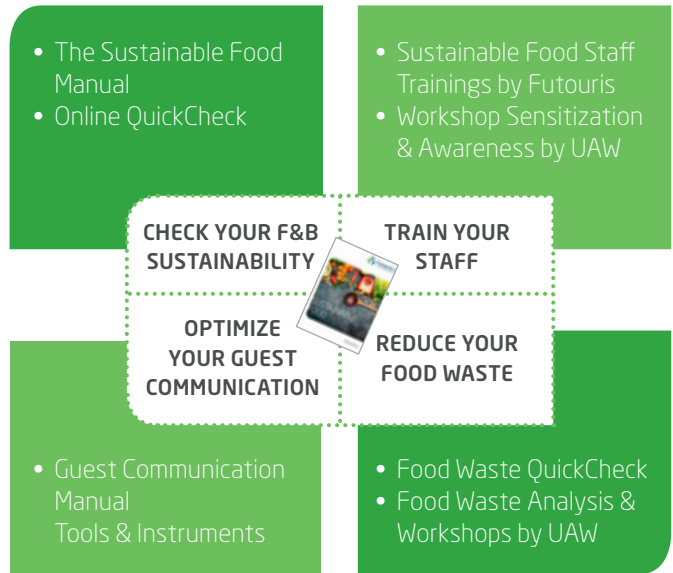 • The Sustainable Food
Manual
• Online QuickCheck
• Sustainable Food Staff
Trainings by Futouris
• Workshop Sensitization
& Awareness by UAW
CHECK YOUR F&B
SUSTAINABILITY
TRAIN YOUR
STAFF
OPTIMIZE
YOUR GUEST
COMMUNICATION
REDUCE YOUR
FOOD WASTE
• Guest Communication
Manual
Tools & Instruments
• Food Waste QuickCheck
• Food Waste Analysis &
Workshops by UAW